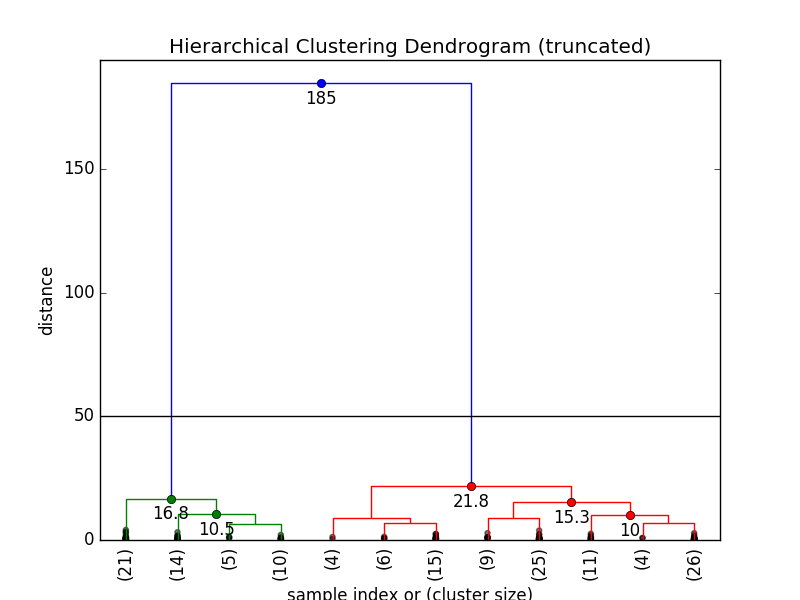 Hierarchical Clustering Dendrogram (truncated)
185
150
100
distance
50
21.8
16.8
15.3
10.5
10
0
(21) (14) (5) (10) (4) (6) (15) (9) (25) (11) (4) (26)
sample index or (cluster size)